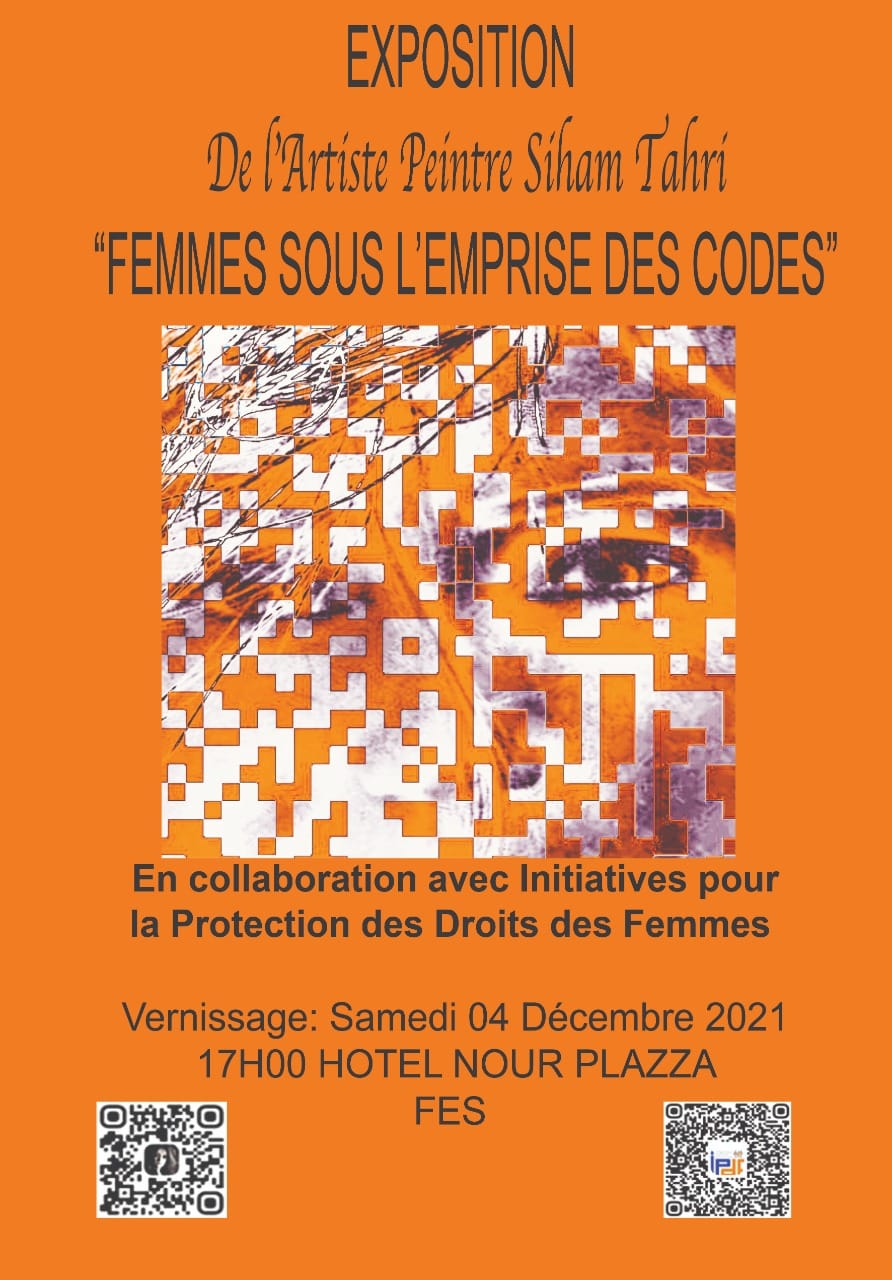 EXPOSITION
De l'Artiste Peintre Siham Tahri
“FEMMES SOUS L’EMPRISE DES CODES”
En collaboration avec Initiatives pour
la Protection des Droits des Femmes
Vernissage: Samedi 04 Décembre 2021
17H00 HOTEL NOUR PLAZZA
FES